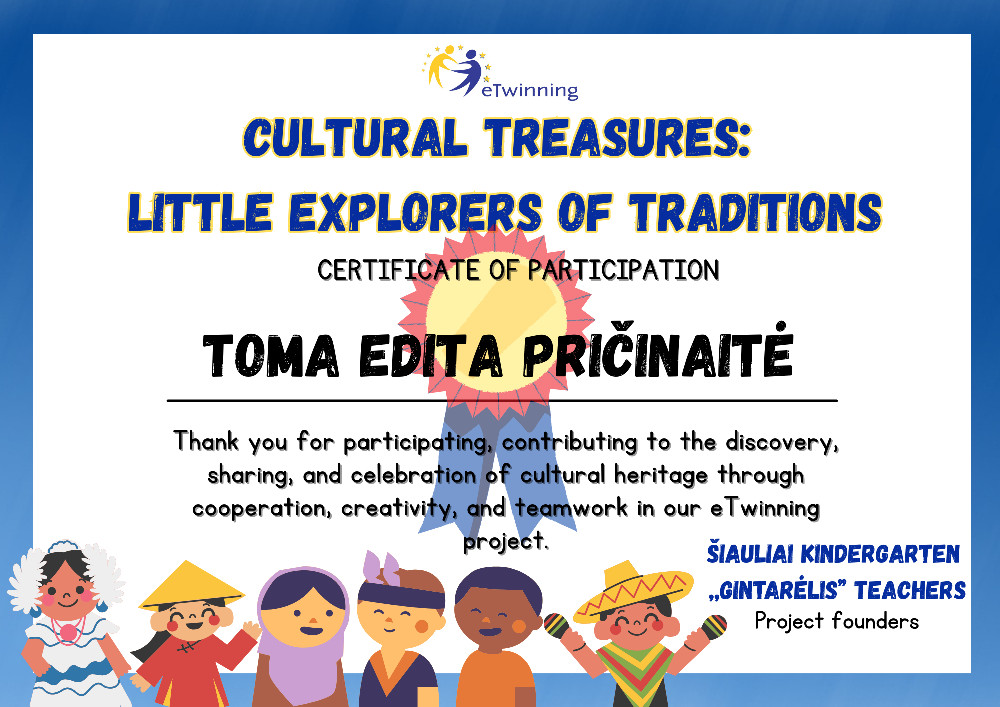 eTwinning
CULTURAL TREASURES:
LITTLE EXPLORERS OF TRADITIONS
CERTIFICATE OF PARTICIPATION
TOMA EDITA PRIČINAITĖ
Thank you for participating, contributing to the discovery,
sharing, and celebration of cultural heritage through
cooperation, creativity, and teamwork in our eTwinning
project.
ŠIAULIAI KINDERGARTEN
„GINTARĖLIS” TEACHERS
Project founders